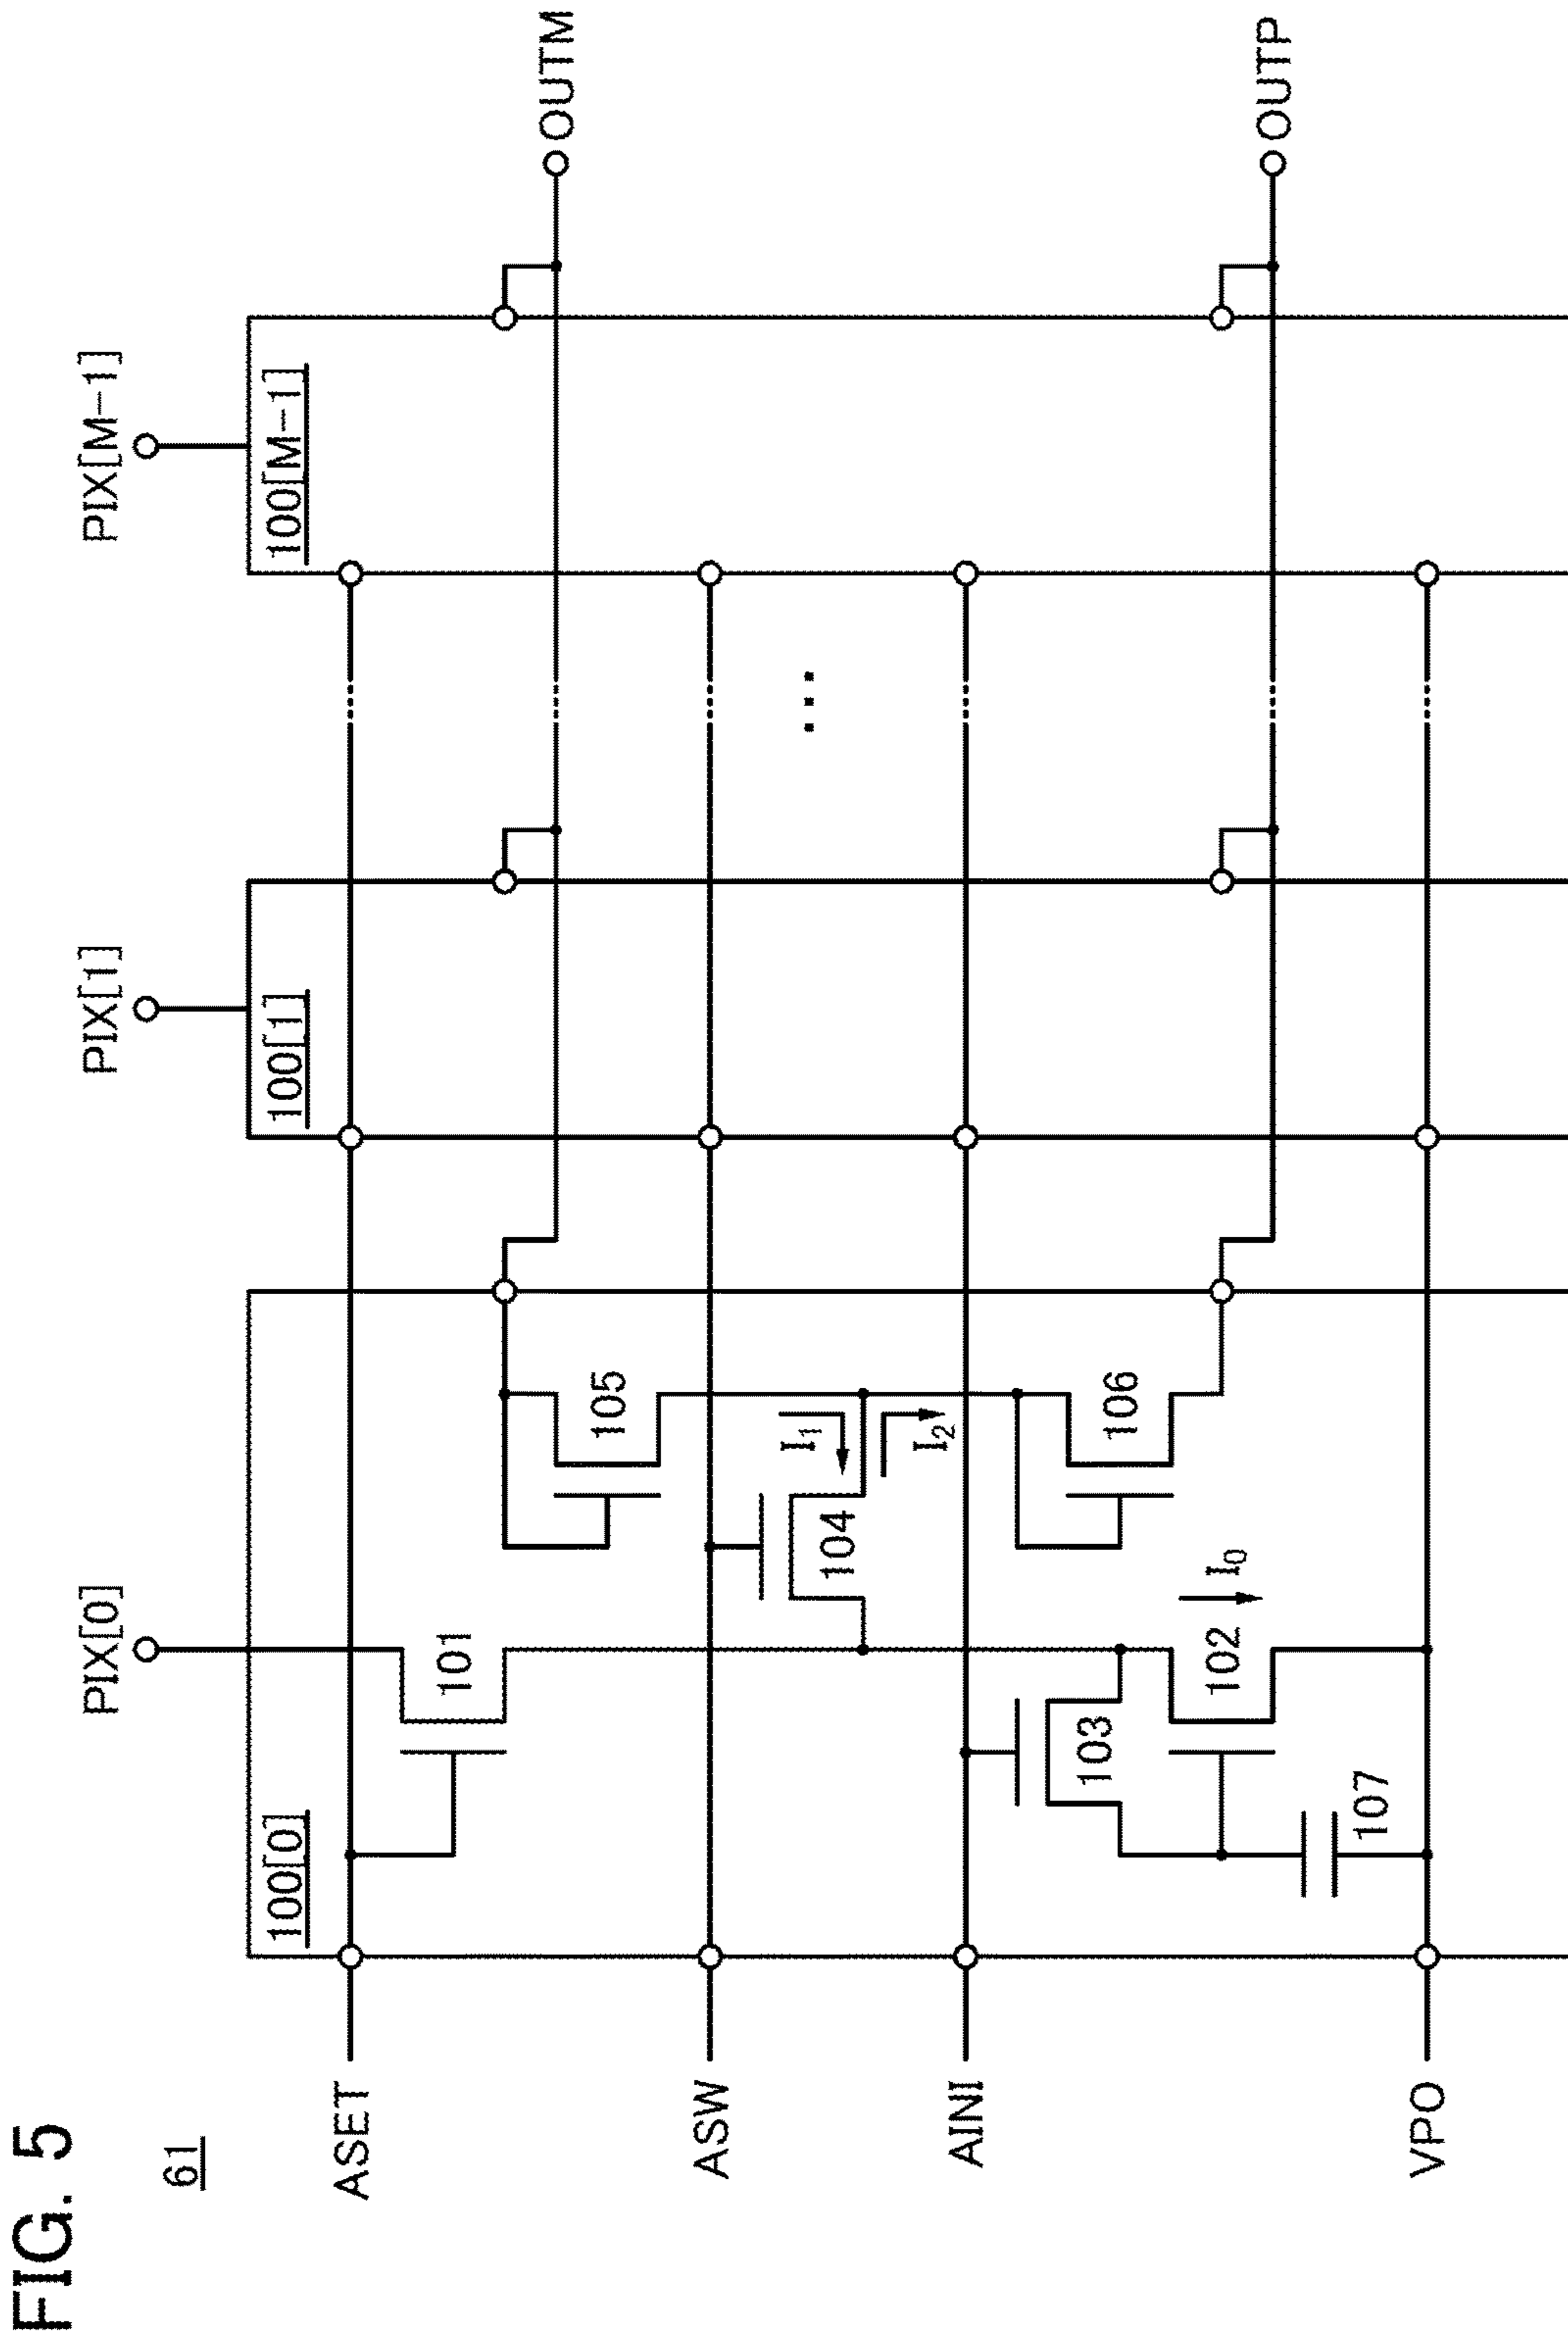 FIG. 5
61
PIX[0]
PIX[1]
PIX[M-1]
100[0]
100[1]
100[M-1]
ASET
101
105
OUTM
ASW
104
I1
I2
AINI
103
102
I0
106
OUTP
107
VPO